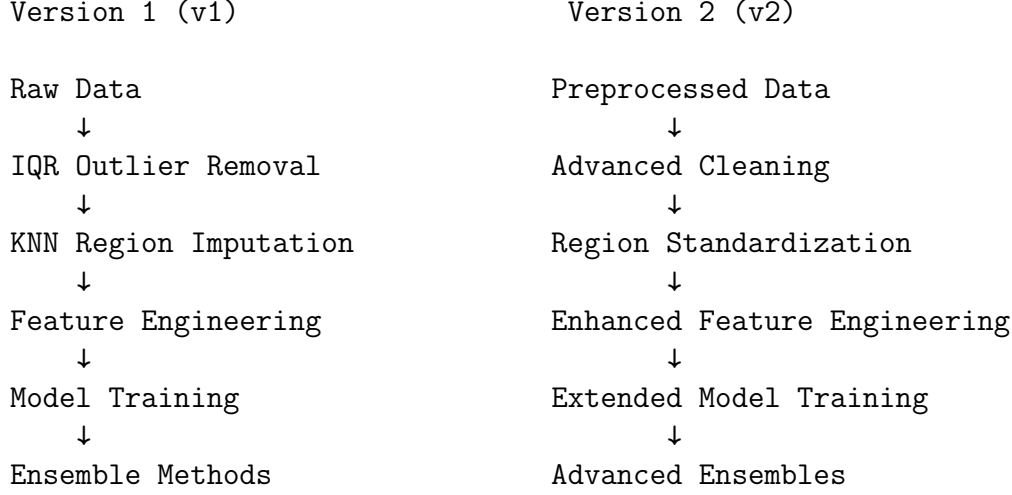 Version 1 (v1)                    Version 2 (v2)
Raw Data                         Preprocessed Data
    ↓                                   ↓
IQR Outlier Removal              Advanced Cleaning
    ↓                                   ↓
KNN Region Imputation            Region Standardization
    ↓                                   ↓
Feature Engineering              Enhanced Feature Engineering
    ↓                                   ↓
Model Training                   Extended Model Training
    ↓                                   ↓
Ensemble Methods                 Advanced Ensembles